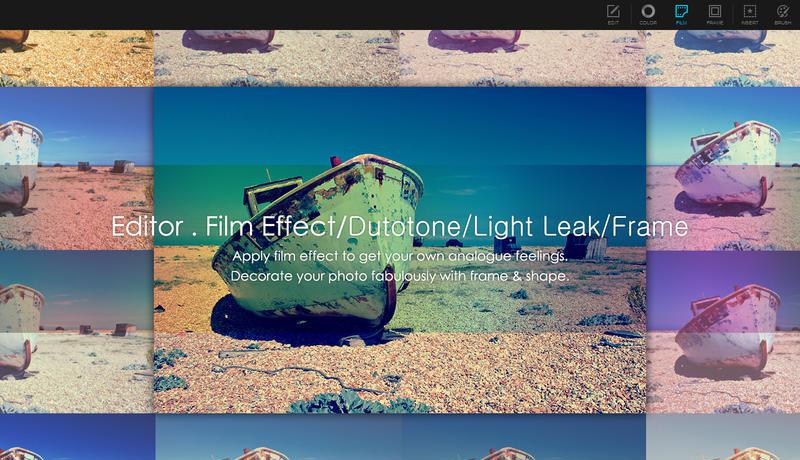 EDIT COLOR FILM FRAME INSERT BRUSH
Editor . Film Effect/Dutotone/Light Leak/Frame
Apply film effect to get your own analogue feelings.
Decorate your photo fabulously with frame & shape.